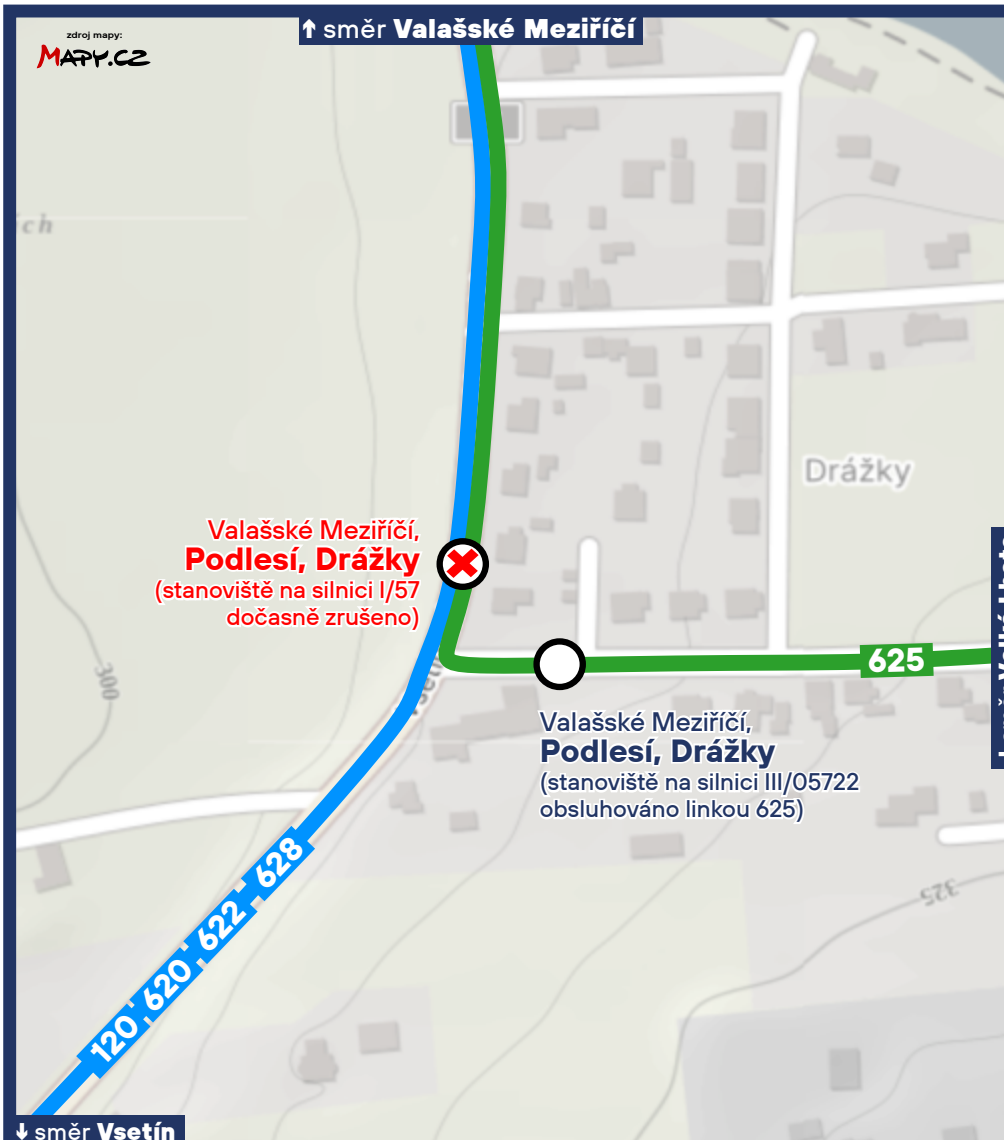 zdroj mapy:
MAPY.CZ
↑ směr Valašské Meziříčí
Drážky
Valašské Meziříčí,
Podlesí, Drážky
(stanoviště na silnici I/57
dočasně zrušeno)
300
625
Valašské Meziříčí,
Podlesí, Drážky
(stanoviště na silnici III/05722
obsluhováno linkou 625)
325
120 620 622 628
↓ směr Vsetín